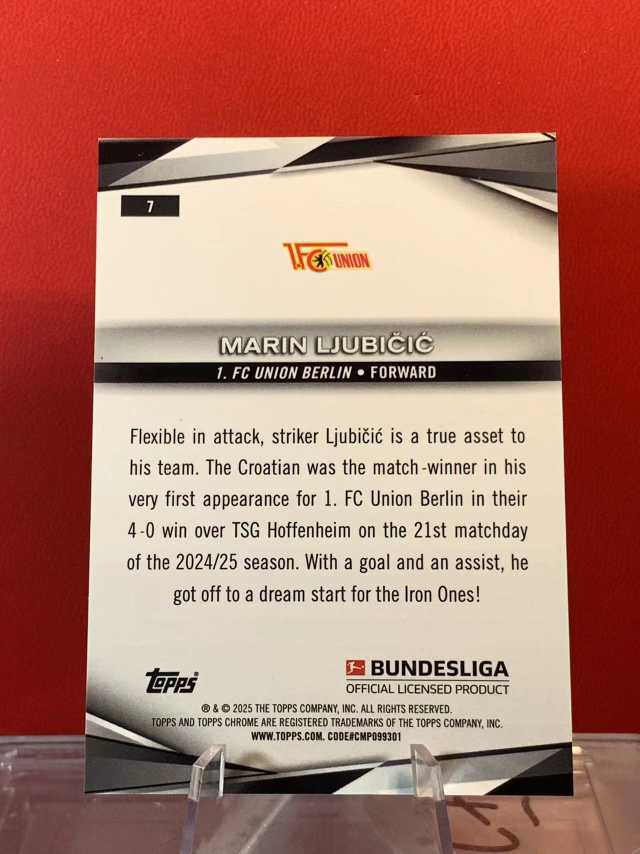 7
1.FC UNION
MARIN LJUBIČIĆ
1. FC UNION BERLIN • FORWARD
Flexible in attack, striker Ljubičić is a true asset to
his team. The Croatian was the match-winner in his
very first appearance for 1. FC Union Berlin in their
4-0 win over TSG Hoffenheim on the 21st matchday
of the 2024/25 season. With a goal and an assist, he
got off to a dream start for the Iron Ones!
topps®
BUNDESLIGA
OFFICIAL LICENSED PRODUCT
® & © 2025 THE TOPPS COMPANY, INC. ALL RIGHTS RESERVED.
TOPPS AND TOPPS CHROME ARE REGISTERED TRADEMARKS OF THE TOPPS COMPANY, INC.
WWW.TOPPS.COM. CODE#CMP099301